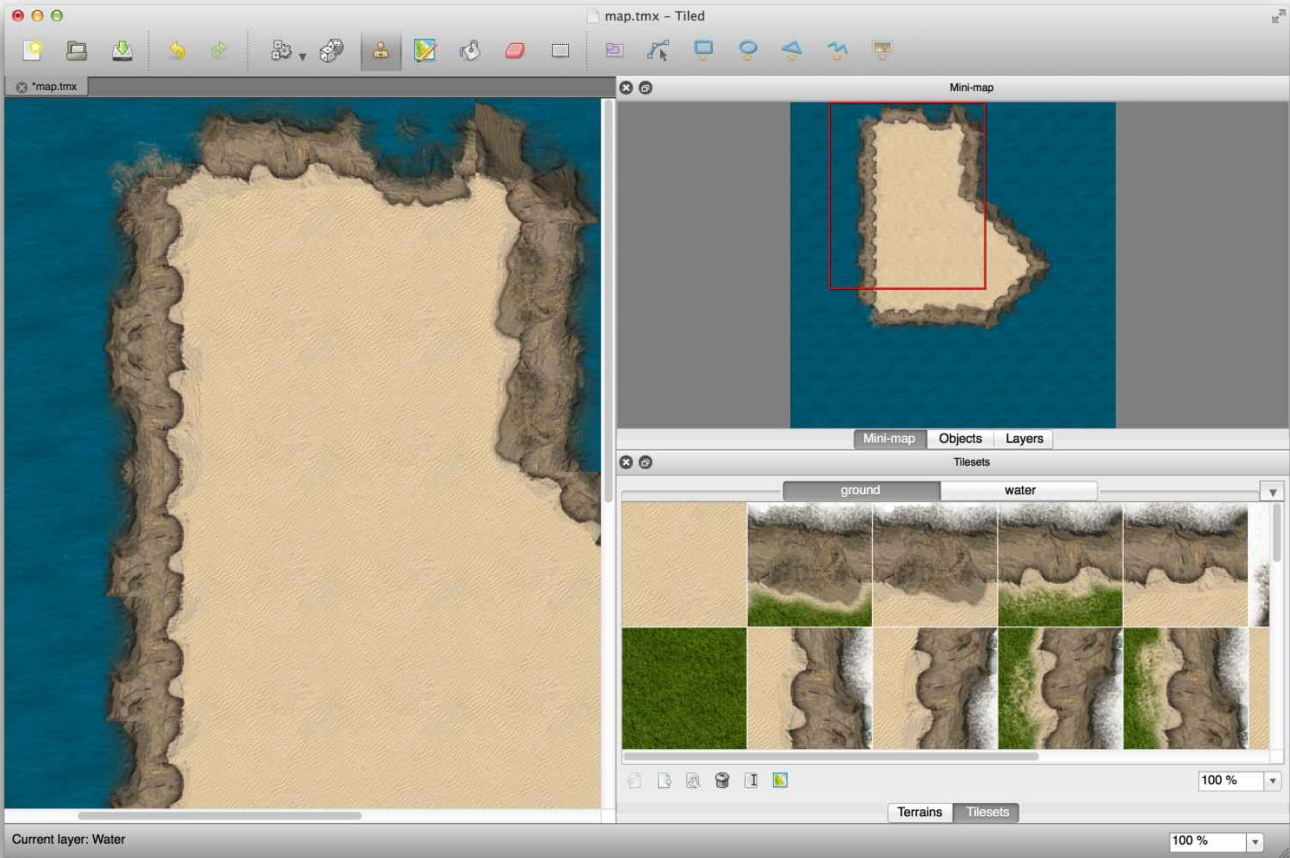 map.tmx – Tiled
*map.tmx
Mini-map
Mini-map Objects Layers
Tilesets
ground water
100 %
Terrains Tilesets
Current layer: Water
100 %